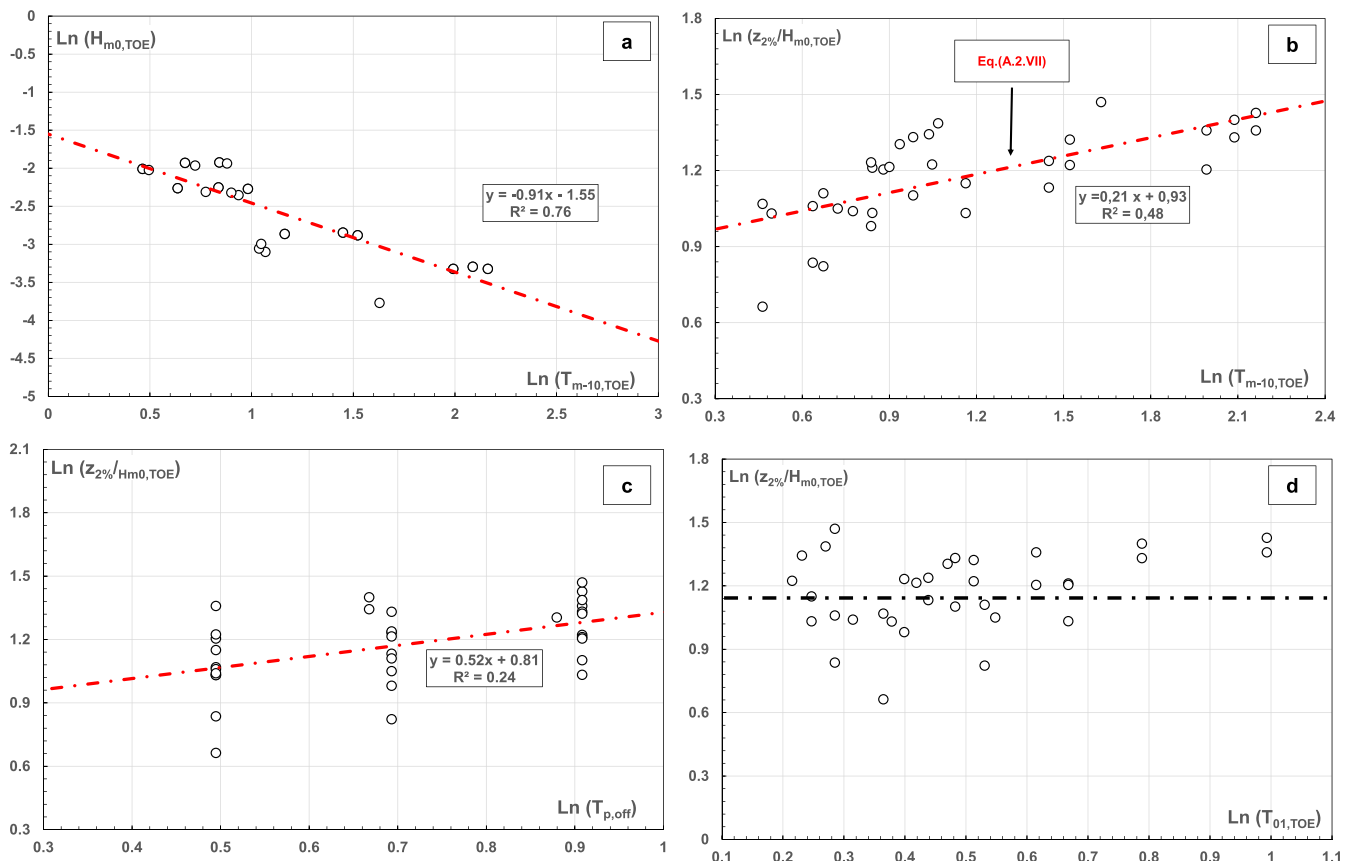 Ln (Hm0,TOE)
a
0
-0.5
-1
-1.5
-2
-2.5
-3
-3.5
-4
-4.5
-5
y = -0.91x - 1.55
R² = 0.76
Ln (Tm-10,TOE)
0 0.5 1 1.5 2 2.5 3
Ln (z2%/Hm0,TOE)
b
Eq.(A.2.VII)
1.8
1.5
1.2
0.9
0.6
0.3
y =0,21 x + 0,93
R² = 0,48
Ln (Tm-10,TOE)
0.3 0.6 0.9 1.2 1.5 1.8 2.1 2.4
Ln (z2%/Hm0,TOE)
c
2.1
1.8
1.5
1.2
0.9
0.6
0.3
y = 0.52x + 0.81
R² = 0.24
Ln (Tp,off)
0.3 0.4 0.5 0.6 0.7 0.8 0.9 1
Ln (z2%/Hm0,TOE)
d
1.8
1.5
1.2
0.9
0.6
0.3
0
Ln (T01,TOE)
0.1 0.2 0.3 0.4 0.5 0.6 0.7 0.8 0.9 1 1.1